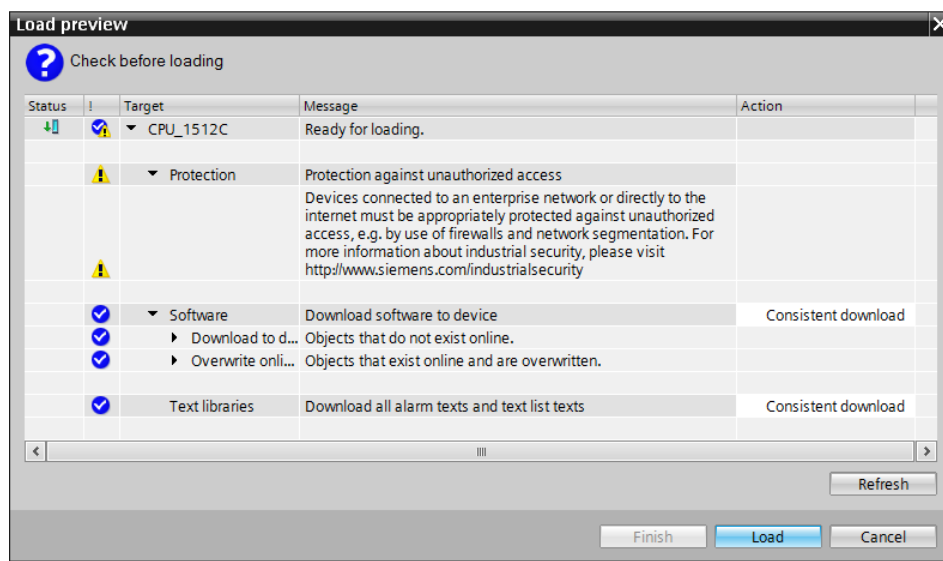 Load preview
Check before loading
Status ! Target Message Action
CPU_1512C Ready for loading.
Protection Protection against unauthorized access
Devices connected to an enterprise network or directly to the
internet must be appropriately protected against unauthorized
access, e.g. by use of firewalls and network segmentation. For
more information about industrial security, please visit
http://www.siemens.com/industrialsecurity
Software Download software to device Consistent download
Download to d... Objects that do not exist online.
Overwrite onli... Objects that exist online and are overwritten.
Text libraries Download all alarm texts and text list texts Consistent download
Refresh
Finish Load Cancel